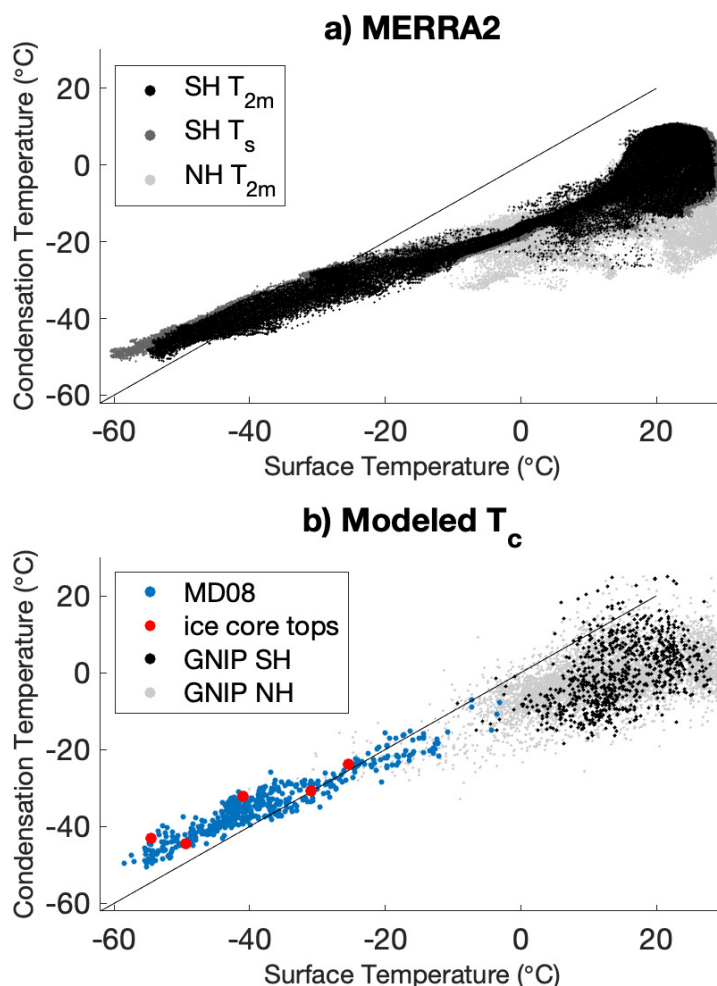 a) MERRA2
Condensation Temperature (°C)
20
0
-20
-40
-60
SH T2m
SH Ts
NH T2m
-60 -40 -20 0 20
Surface Temperature (°C)
b) Modeled Tc
Condensation Temperature (°C)
20
0
-20
-40
-60
MD08
ice core tops
GNIP SH
GNIP NH
-60 -40 -20 0 20
Surface Temperature (°C)